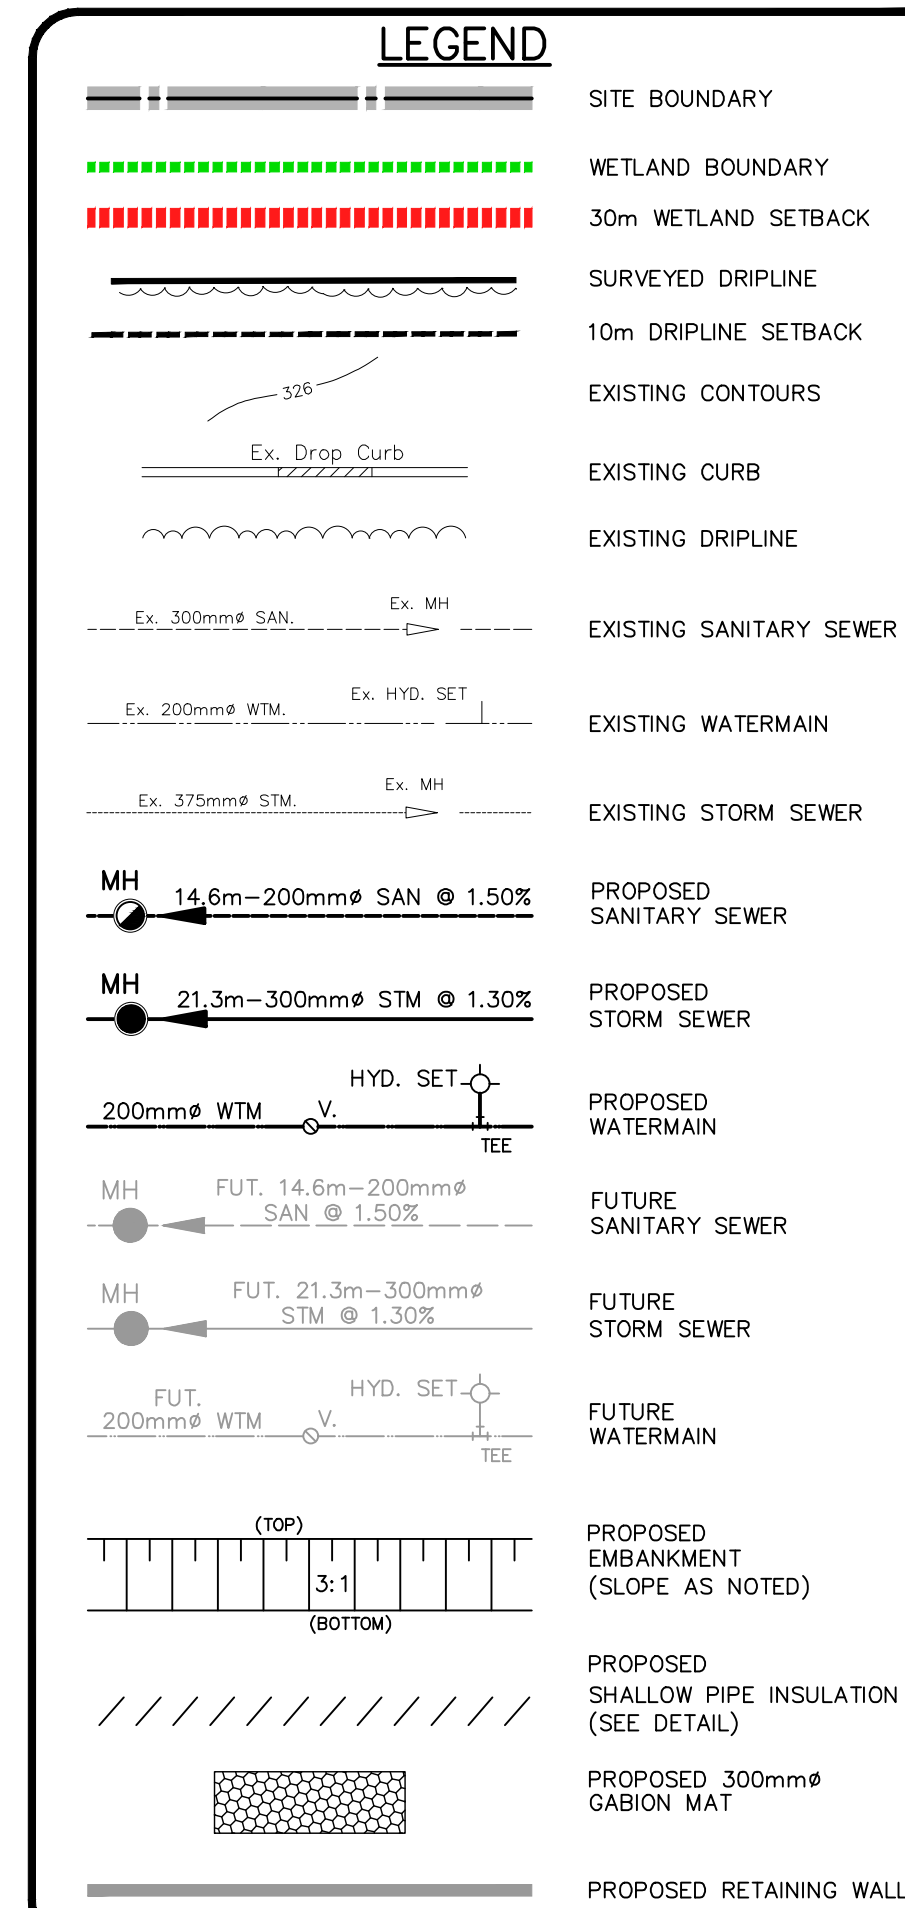 LEGEND
SITE BOUNDARY
WETLAND BOUNDARY
30m WETLAND SETBACK
SURVEYED DRIPLINE
10m DRIPLINE SETBACK
326
EXISTING CONTOURS
Ex. Drop Curb
EXISTING CURB
EXISTING DRIPLINE
Ex. 300mmø SAN.
Ex. MH
EXISTING SANITARY SEWER
Ex. 200mmø WTM.
Ex. HYD. SET
EXISTING WATERMAIN
Ex. 375mmø STM.
Ex. MH
EXISTING STORM SEWER
MH
14.6m-200mmø SAN @ 1.50%
PROPOSED
SANITARY SEWER
MH
21.3m-300mmø STM @ 1.30%
PROPOSED
STORM SEWER
HYD. SET
200mmø WTM
V.
TEE
PROPOSED
WATERMAIN
MH
FUT. 14.6m-200mmø
SAN @ 1.50%
FUTURE
SANITARY SEWER
MH
FUT. 21.3m-300mmø
STM @ 1.30%
FUTURE
STORM SEWER
HYD. SET
FUT.
200mmø WTM
V.
TEE
FUTURE
WATERMAIN
(TOP)
3:1
(BOTTOM)
PROPOSED
EMBANKMENT
(SLOPE AS NOTED)
PROPOSED
SHALLOW PIPE INSULATION
(SEE DETAIL)
PROPOSED 300mmø
GABION MAT
PROPOSED RETAINING WALL